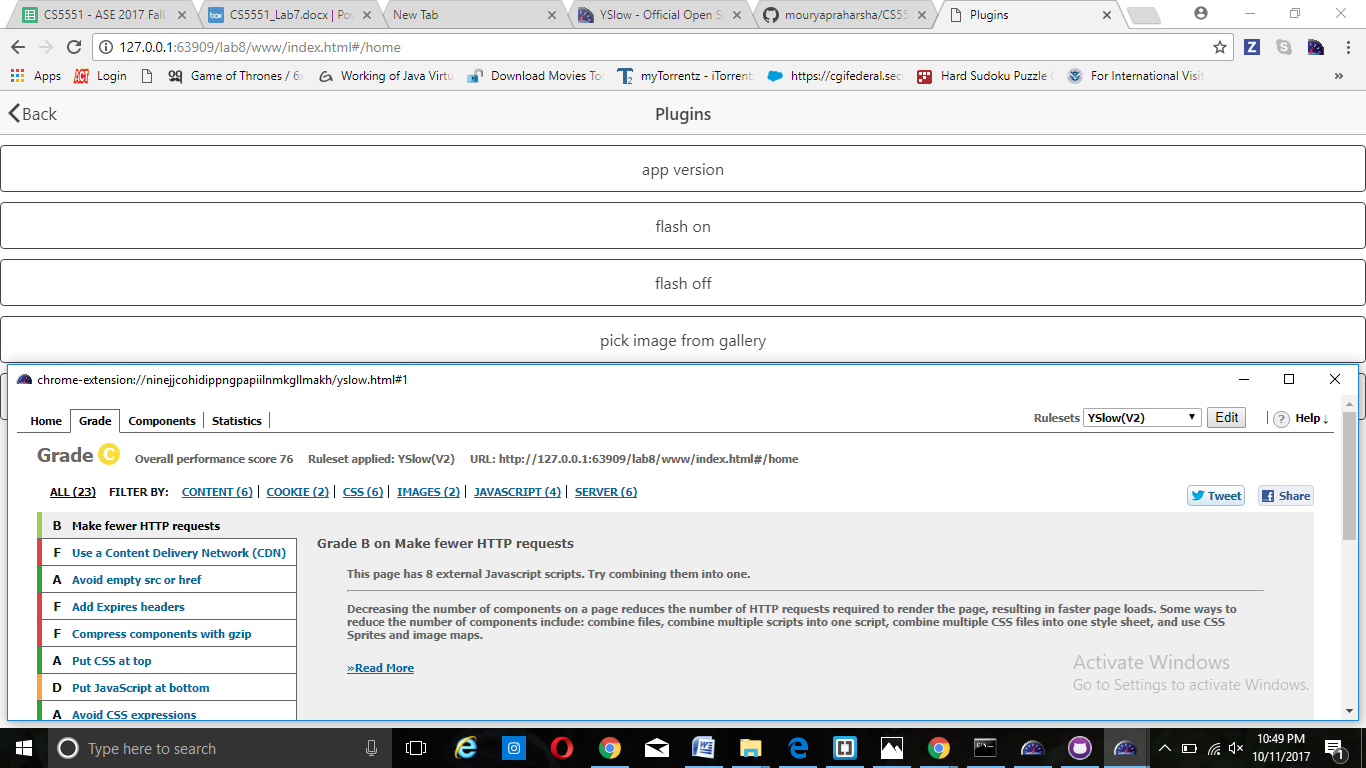 CS5551 - ASE 2017 Fall
CS5551_Lab7.docx | Po
New Tab
YSlow - Official Open S
mouryapraharsha/CS55
Plugins
127.0.0.1:63909/lab8/www/index.html#/home
Apps
ACT Login
Game of Thrones / 6
Working of Java Virtu
Download Movies To
myTorrentz - iTorrent
https://cgifederal.sec
Hard Sudoku Puzzle
For International Visit
»
Back
Plugins
app version
flash on
flash off
pick image from gallery
chrome-extension://ninejjcohidippngpapiilnmkgllmakh/yslow.html#1
Home Grade Components Statistics
Rulesets YSlow(V2) Edit ? Help ↓
Grade C Overall performance score 76 Ruleset applied: YSlow(V2) URL: http://127.0.0.1:63909/lab8/www/index.html#/home
ALL (23) FILTER BY: CONTENT (6) | COOKIE (2) | CSS (6) | IMAGES (2) | JAVASCRIPT (4) | SERVER (6)
Tweet Share
B Make fewer HTTP requests
F Use a Content Delivery Network (CDN)
A Avoid empty src or href
F Add Expires headers
F Compress components with gzip
A Put CSS at top
D Put JavaScript at bottom
A Avoid CSS expressions
Grade B on Make fewer HTTP requests
This page has 8 external Javascript scripts. Try combining them into one.
Decreasing the number of components on a page reduces the number of HTTP requests required to render the page, resulting in faster page loads. Some ways to
reduce the number of components include: combine files, combine multiple scripts into one script, combine multiple CSS files into one style sheet, and use CSS
Sprites and image maps.
»Read More
Activate Windows
Go to Settings to activate Windows.
Type here to search
10:49 PM
10/11/2017
1